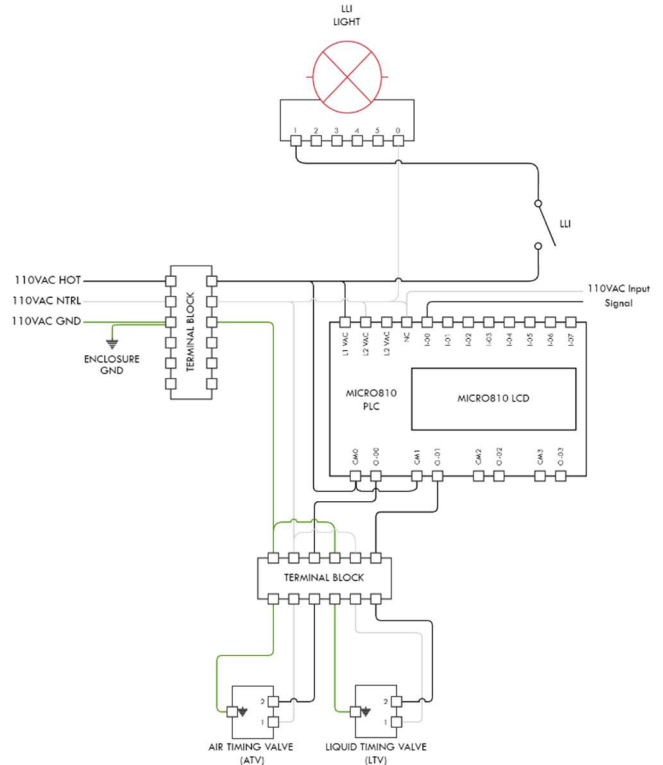 LLI
LIGHT
1 2 3 4 5 0
LLI
110VAC HOT
110VAC NTRL
110VAC GND
ENCLOSURE
GND
TERMINAL BLOCK
110VAC Input
Signal
L1 VAC L2 VAC L2 VAC NC I-00 I-01 I-02 I-03 I-04 I-05 I-06 I-07
MICRO810
PLC
MICRO810 LCD
CM0 O-00 CM1 O-01 CM2 O-02 CM3 O-03
TERMINAL BLOCK
2
1
2
1
AIR TIMING VALVE
(ATV)
LIQUID TIMING VALVE
(LTV)